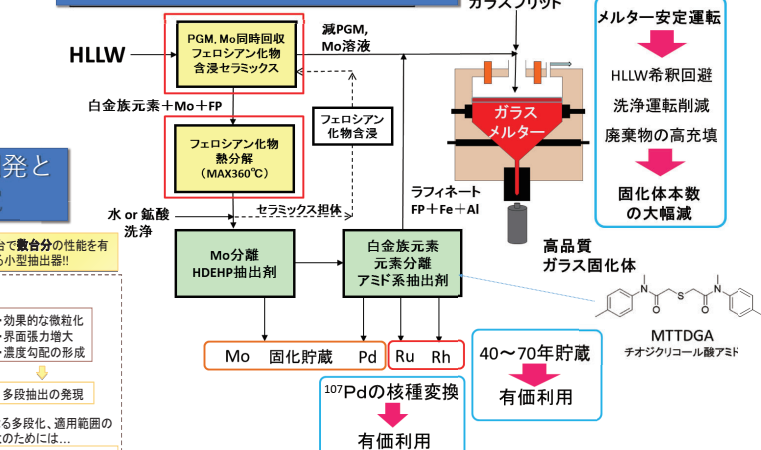 ガラスフリット
HLLW
PGM, Mo同時回収
フェロシアン化物
含浸セラミックス
減PGM,
Mo溶液
白金族元素＋Mo＋FP
フェロシアン
化物含浸
フェロシアン化物
熱分解
（MAX360℃）
水 or 鉱酸
洗浄
セラミックス担体
ラフィネート
FP＋Fe＋Al
ガラス
メルター
高品質
ガラス固化体
Mo分離
HDEHP抽出剤
白金族元素
元素分離
アミド系抽出剤
Mo 固化貯蔵 Pd
Ru Rh
107Pdの核種変換
有価利用
40～70年貯蔵
有価利用
メルター安定運転
HLLW希釈回避
洗浄運転削減
廃棄物の高充填
固化体本数
の大幅減
N
O
S
O
N
MTTDGA
チオジグリコール酸アミド
発と
台で数台分の性能を有
る小型抽出器!!
・効果的な微粒化
・界面張力増大
・濃度勾配の形成
多段抽出の発現
る多段化、適用範囲の
のためには…